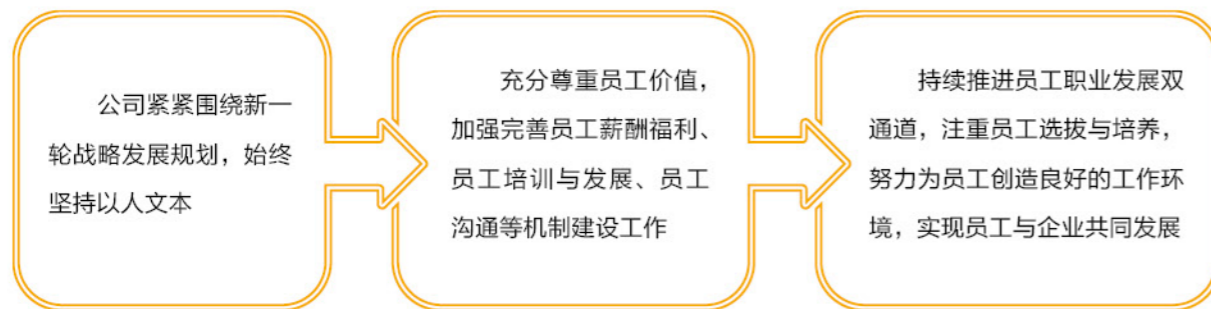 公司紧紧围绕新一
轮战略发展规划，始终
坚持以人文本
充分尊重员工价值，
加强完善员工薪酬福利、
员工培训与发展、员工
沟通等机制建设工作
持续推进员工职业发展双
通道，注重员工选拔与培养，
努力为员工创造良好的工作环
境，实现员工与企业共同发展